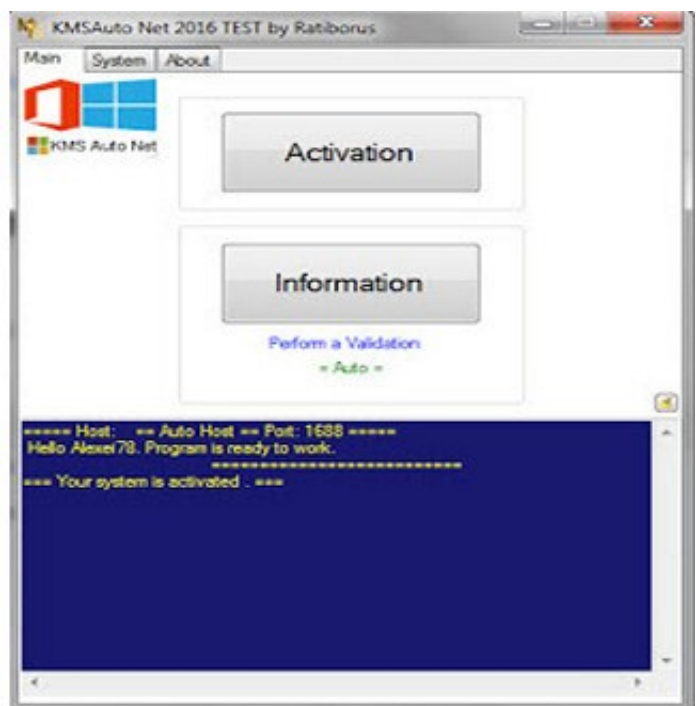 KMSAuto Net 2016 TEST by Ratiborus
Main System About
KMS Auto Net
Activation
Information
Perform a Validation
= Auto =
===== Host: == Auto Host == Port: 1688 =====
Hello Alexei78. Program is ready to work.
==========================
=== Your system is activated . ===